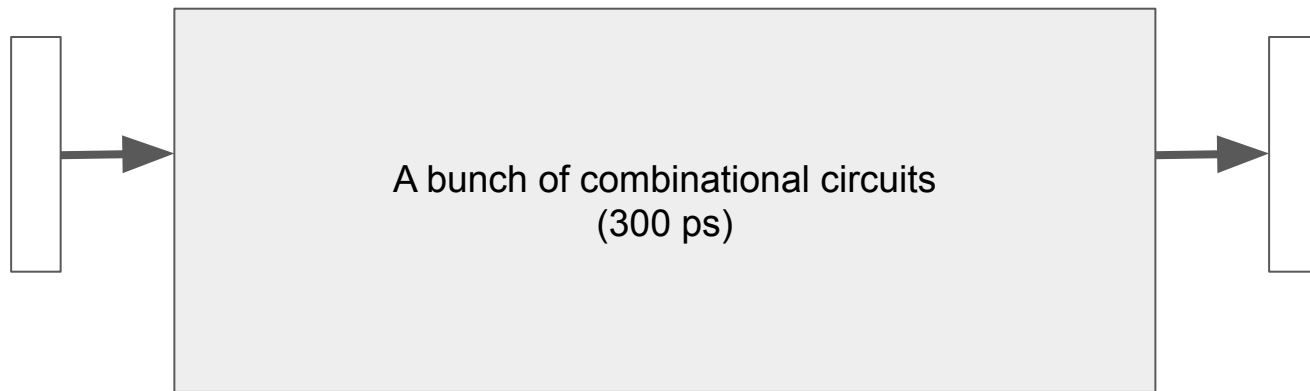 A bunch of combinational circuits
(300 ps)